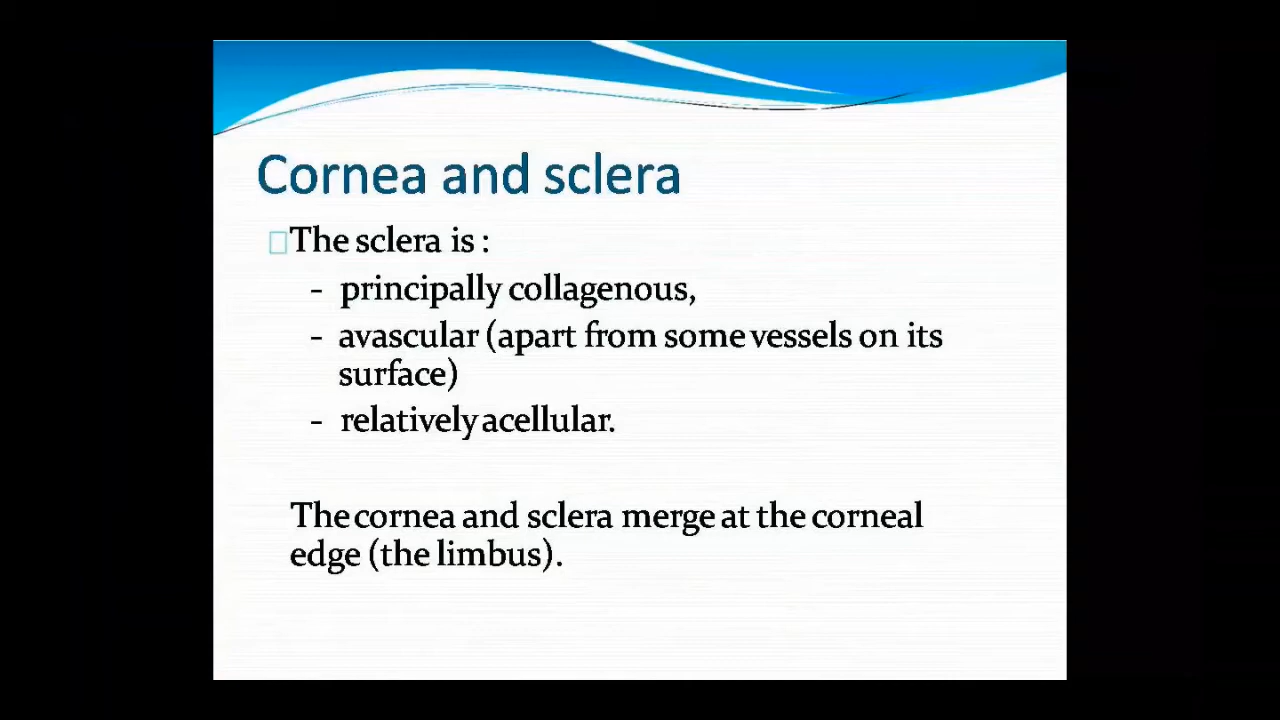 Cornea and sclera
The sclera is :
- principally collagenous,
- avascular (apart from some vessels on its
surface)
- relatively acellular.
The cornea and sclera merge at the corneal
edge (the limbus).